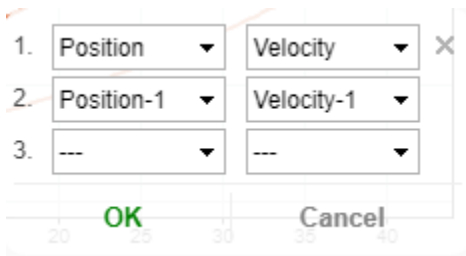 1. Position Velocity ×
2. Position-1 Velocity-1
3. --- ---
OK Cancel
20 25 30 35 40